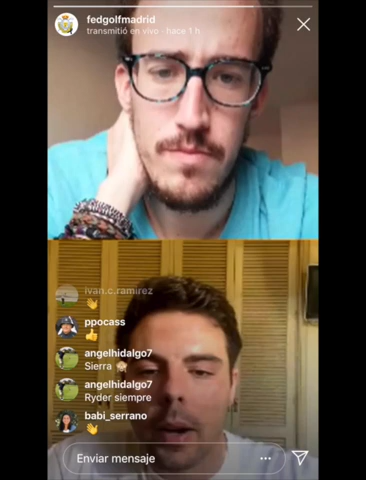 fedgolfmadrid
transmitió en vivo · hace 1 h
ivan.c.ramirez
ppocass
angelhidalgo7
Sierra
angelhidalgo7
Ryder siempre
babi_serrano
Enviar mensaje